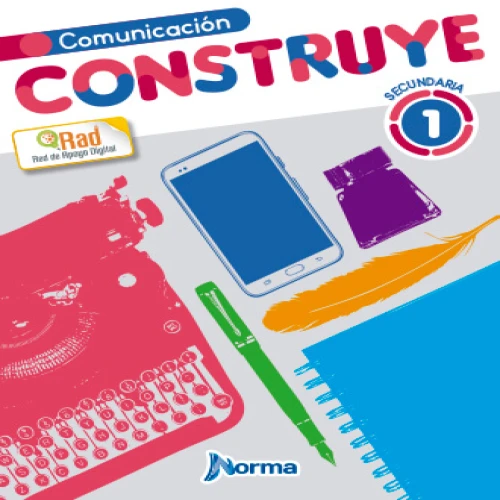 Comunicación
CONSTRUYE
SECUNDARIA
1
Rad
Red de Apoyo Digital
Norma